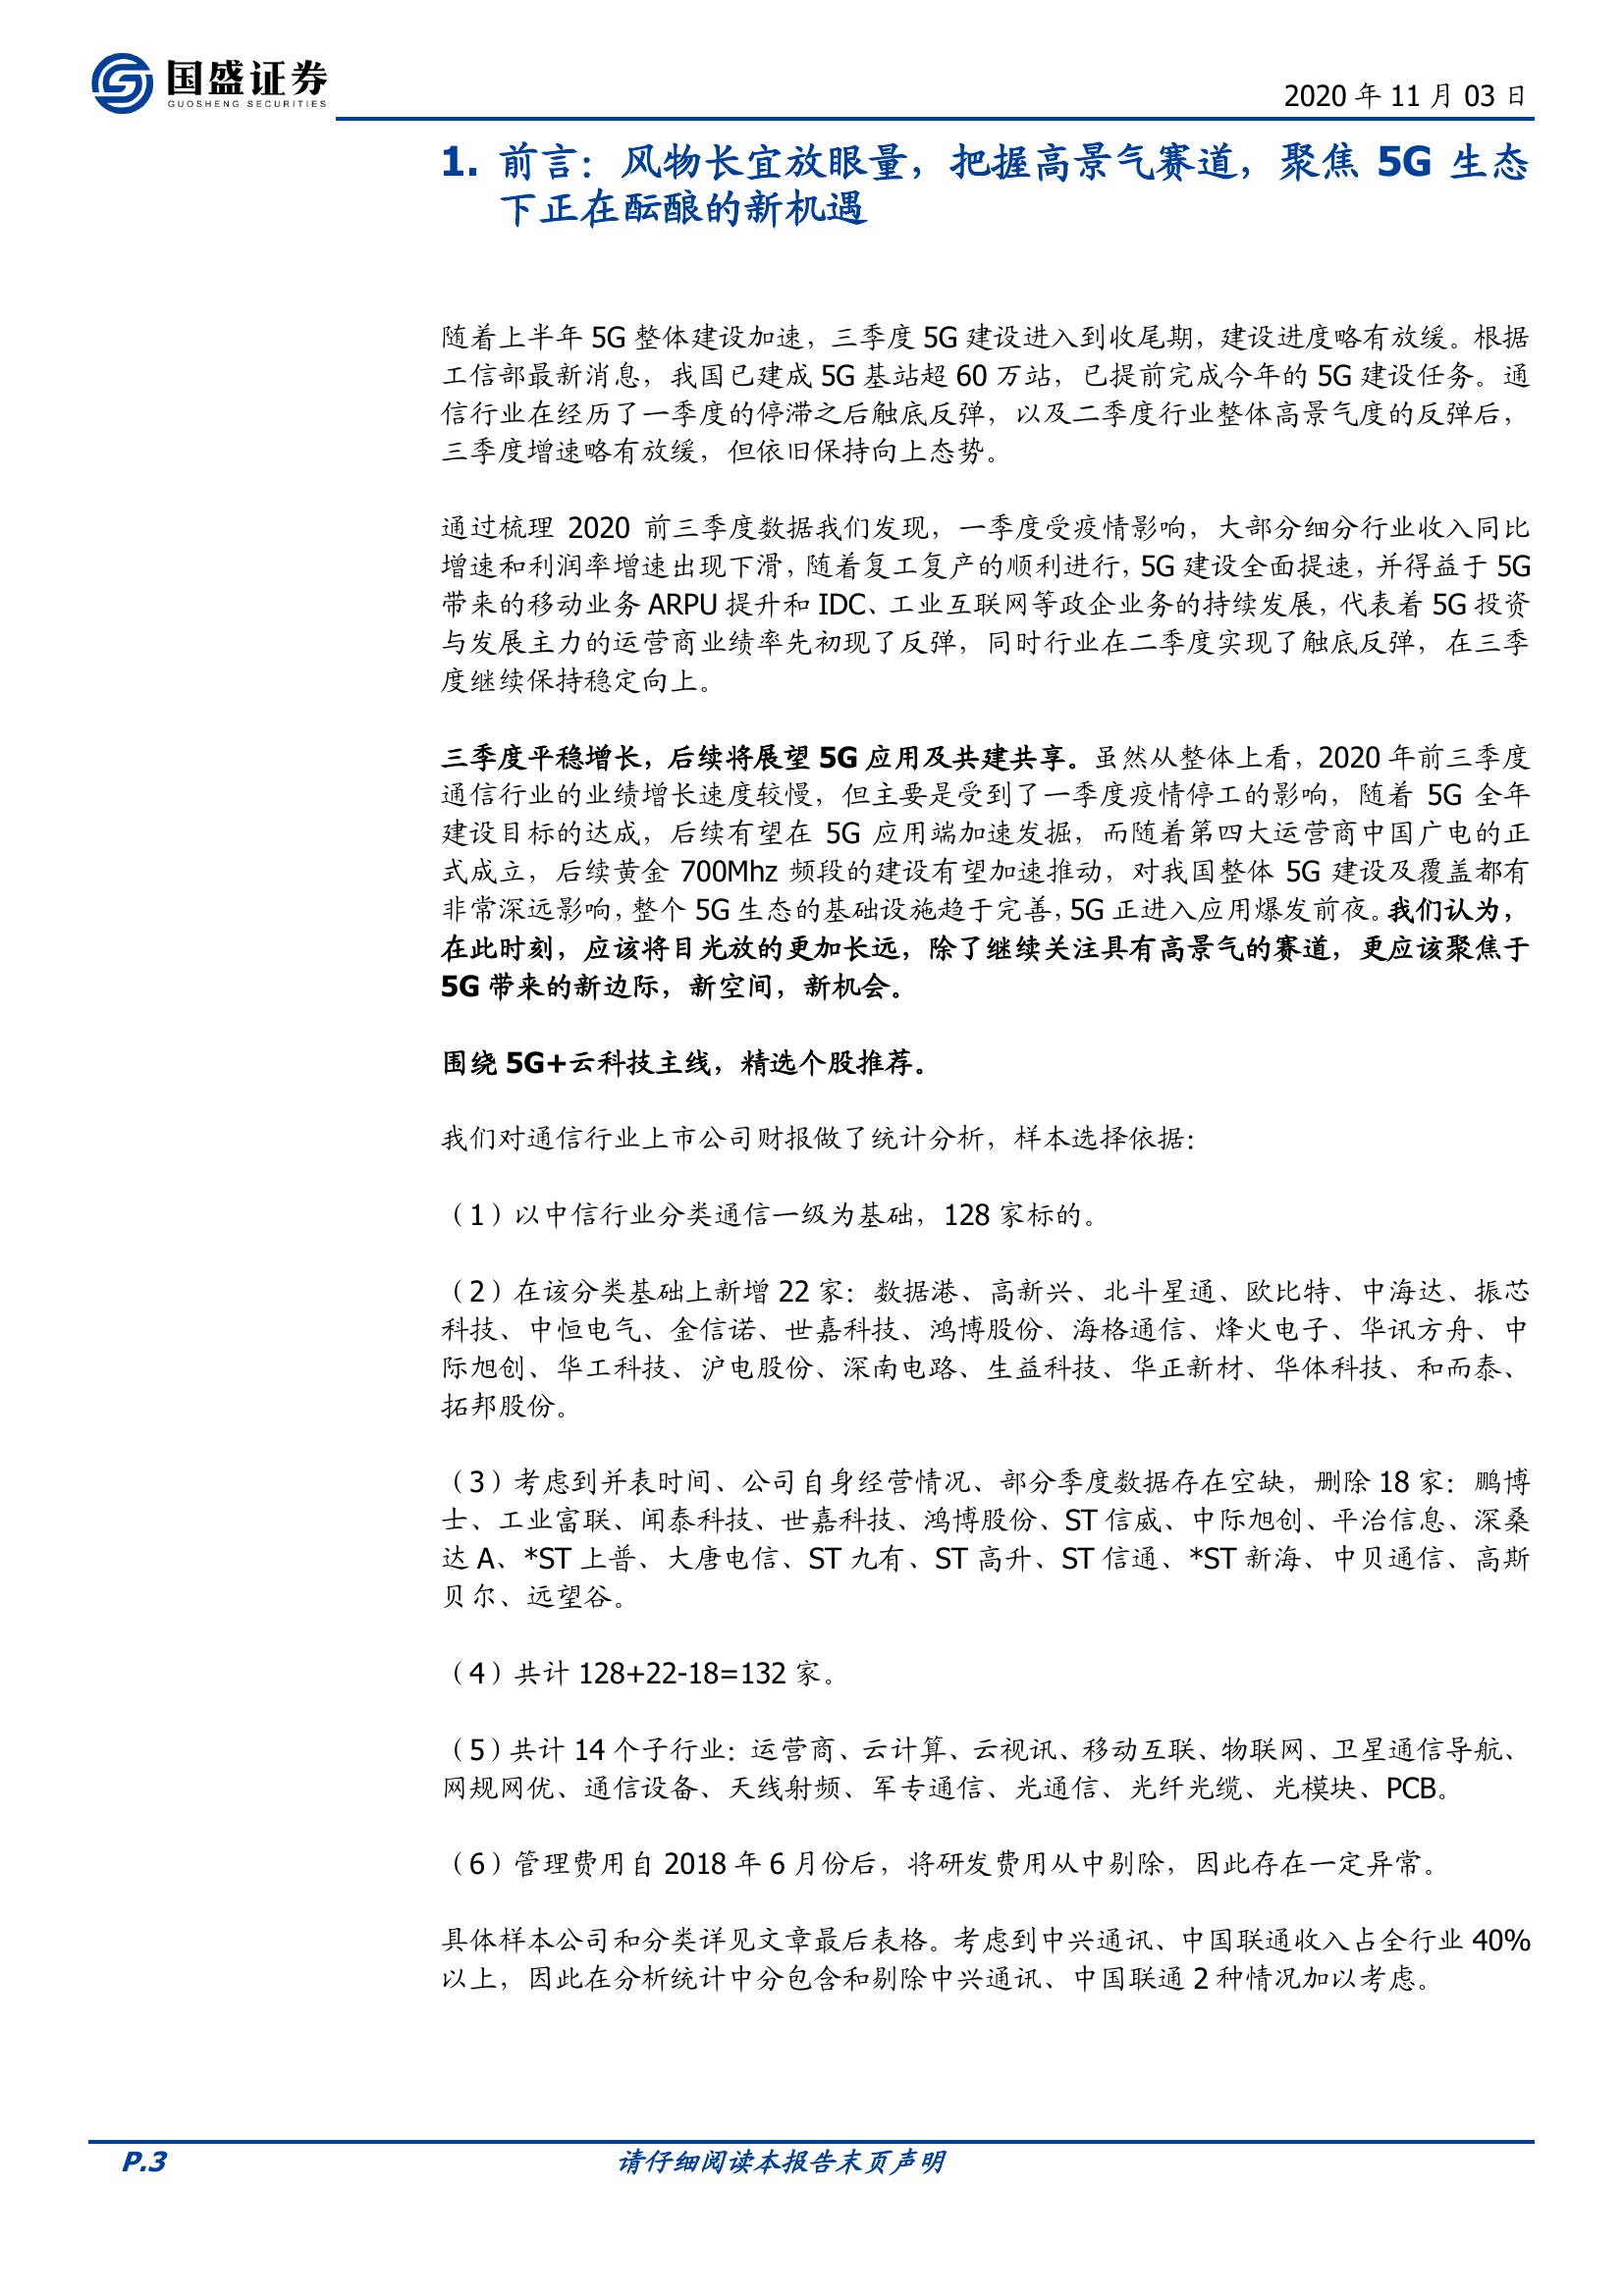 国盛证券
GUOSHENG SECURITIES
2020 年 11 月 03 日
1. 前言：风物长宜放眼量，把握高景气赛道，聚焦 5G 生态
下正在酝酿的新机遇
随着上半年 5G 整体建设加速，三季度 5G 建设进入到收尾期，建设进度略有放缓。根据
工信部最新消息，我国已建成 5G 基站超 60 万站，已提前完成今年的 5G 建设任务。通
信行业在经历了一季度的停滞之后触底反弹，以及二季度行业整体高景气度的反弹后，
三季度增速略有放缓，但依旧保持向上态势。
通过梳理 2020 前三季度数据我们发现，一季度受疫情影响，大部分细分行业收入同比
增速和利润率增速出现下滑，随着复工复产的顺利进行，5G 建设全面提速，并得益于 5G
带来的移动业务 ARPU 提升和 IDC、工业互联网等政企业务的持续发展，代表着 5G 投资
与发展主力的运营商业绩率先初现了反弹，同时行业在二季度实现了触底反弹，在三季
度继续保持稳定向上。
三季度平稳增长，后续将展望 5G 应用及共建共享。虽然从整体上看，2020 年前三季度
通信行业的业绩增长速度较慢，但主要是受到了一季度疫情停工的影响，随着 5G 全年
建设目标的达成，后续有望在 5G 应用端加速发掘，而随着第四大运营商中国广电的正
式成立，后续黄金 700Mhz 频段的建设有望加速推动，对我国整体 5G 建设及覆盖都有
非常深远影响，整个 5G 生态的基础设施趋于完善，5G 正进入应用爆发前夜。我们认为，
在此时刻，应该将目光放的更加长远，除了继续关注具有高景气的赛道，更应该聚焦于
5G 带来的新边际，新空间，新机会。
围绕 5G+云科技主线，精选个股推荐。
我们对通信行业上市公司财报做了统计分析，样本选择依据：
（1）以中信行业分类通信一级为基础，128 家标的。
（2）在该分类基础上新增 22 家：数据港、高新兴、北斗星通、欧比特、中海达、振芯
科技、中恒电气、金信诺、世嘉科技、鸿博股份、海格通信、烽火电子、华讯方舟、中
际旭创、华工科技、沪电股份、深南电路、生益科技、华正新材、华体科技、和而泰、
拓邦股份。
（3）考虑到并表时间、公司自身经营情况、部分季度数据存在空缺，删除 18 家：鹏博
士、工业富联、闻泰科技、世嘉科技、鸿博股份、ST 信威、中际旭创、平治信息、深桑
达 A、*ST 上普、大唐电信、ST 九有、ST 高升、ST 信通、*ST 新海、中贝通信、高斯
贝尔、远望谷。
（4）共计 128+22-18=132 家。
（5）共计 14 个子行业：运营商、云计算、云视讯、移动互联、物联网、卫星通信导航、
网规网优、通信设备、天线射频、军专通信、光通信、光纤光缆、光模块、PCB。
（6）管理费用自 2018 年 6 月份后，将研发费用从中剔除，因此存在一定异常。
具体样本公司和分类详见文章最后表格。考虑到中兴通讯、中国联通收入占全行业 40%
以上，因此在分析统计中分包含和剔除中兴通讯、中国联通 2 种情况加以考虑。
P.3
请仔细阅读本报告末页声明